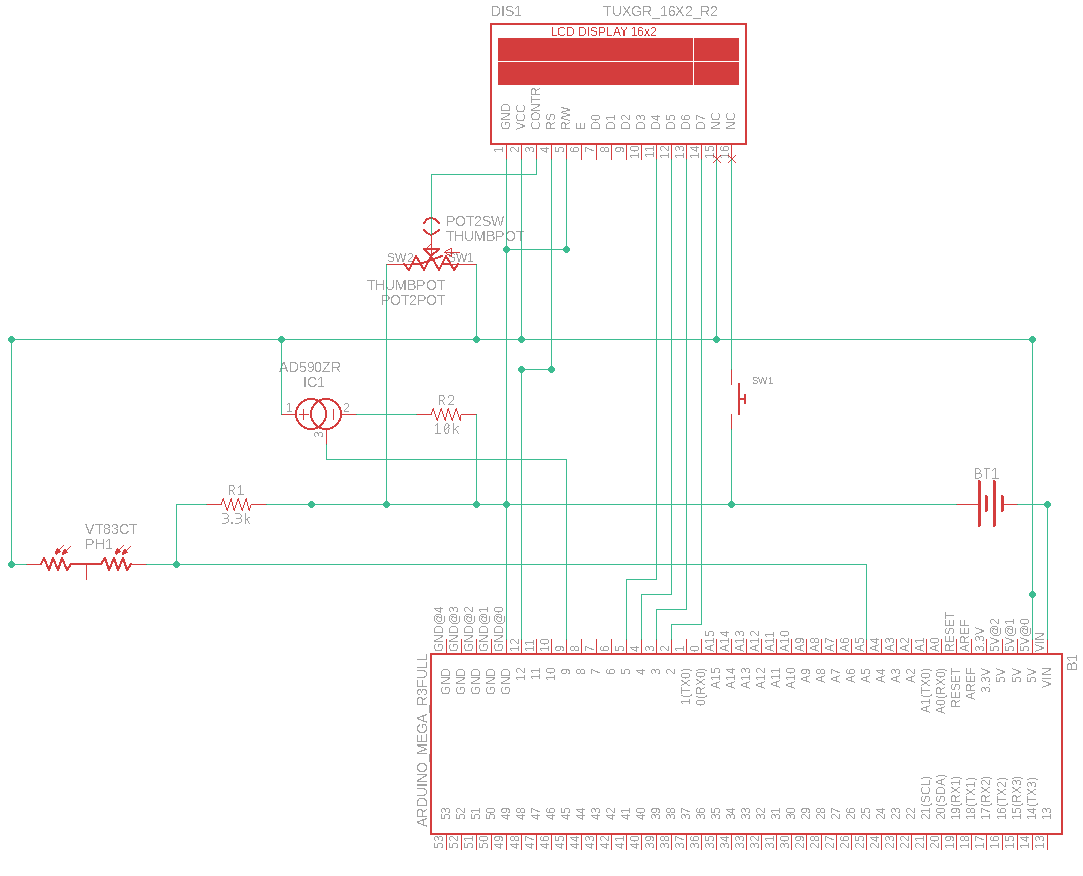 DIS1 TUXGR_16X2_R2
LCD DISPLAY 16x2
GND VCC CONTR RS R/W E D0 D1 D2 D3 D4 D5 D6 D7 NC NC
1 2 3 4 5 6 7 8 9 10 11 12 13 14 15 16
POT2SW
THUMBPOT
SW2 SW1
THUMBPOT
POT2POT
AD590ZR
IC1
1 2
3
R2
10k
SW1
BT1
R1
3.3k
VT83CT
PH1
GND@4 GND@3 GND@2 GND@1 GND@0 12 11 10 9 8 7 6 5 4 3 2 1 0 A15 A14 A13 A12 A11 A10 A9 A8 A7 A6 A5 A4 A3 A2 A1 A0 RESET AREF 3.3V 5V@2 5V@1 5V@0 VIN
B1
ARDUINO MEGA R3FULL
GND GND GND GND GND 12 11 10 9 8 7 6 5 4 3 2 1(TX0) 0(RX0) A15 A14 A13 A12 A11 A10 A9 A8 A7 A6 A5 A4 A3 A2 A1(TX0) A0(RX0) RESET AREF 3.3V 5V 5V 5V VIN
53 52 51 50 49 48 47 46 45 44 43 42 41 40 39 38 37 36 35 34 33 32 31 30 29 28 27 26 25 24 23 22 21(SCL) 20(SDA) 19(RX1) 18(TX1) 17(RX2) 16(TX2) 15(RX3) 14(TX3) 13
53 52 51 50 49 48 47 46 45 44 43 42 41 40 39 38 37 36 35 34 33 32 31 30 29 28 27 26 25 24 23 22 21 20 19 18 17 16 15 14 13